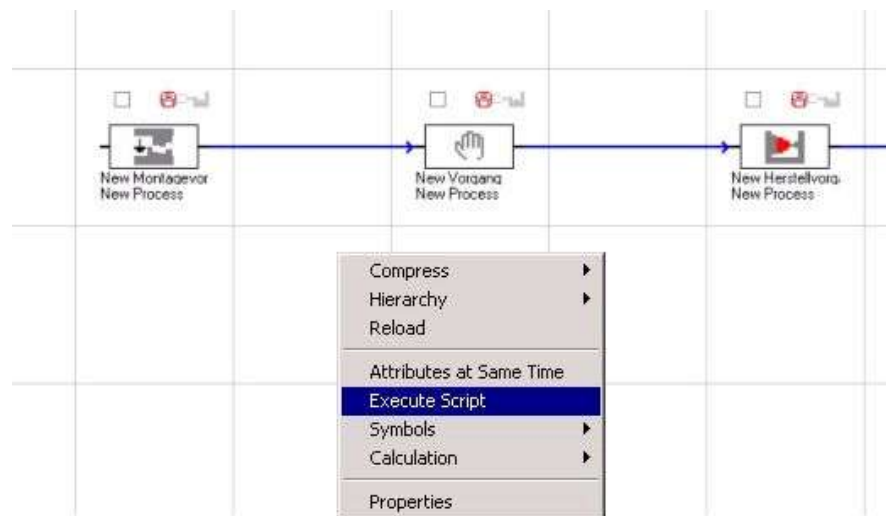 New Montagevor
New Process
New Vorgang
New Process
New Herstellvorg.
New Process
Compress
Hierarchy
Reload
Attributes at Same Time
Execute Script
Symbols
Calculation
Properties